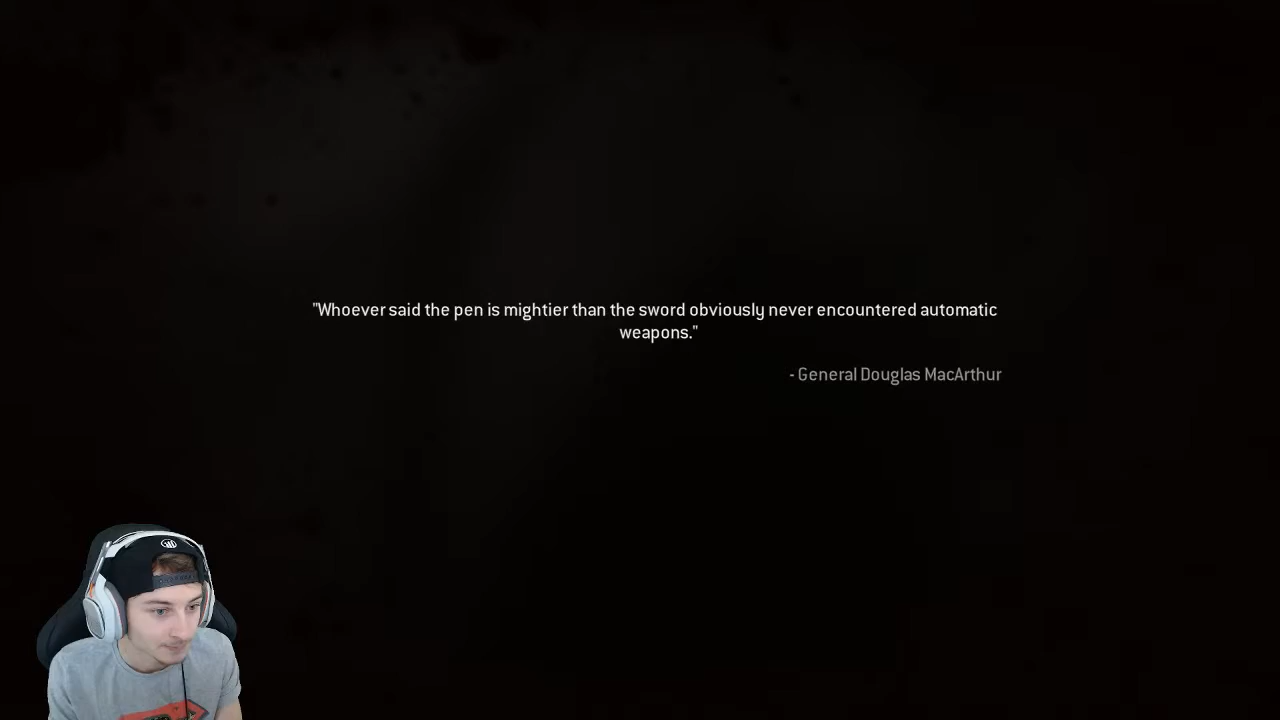 "Whoever said the pen is mightier than the sword obviously never encountered automatic
weapons."
- General Douglas MacArthur